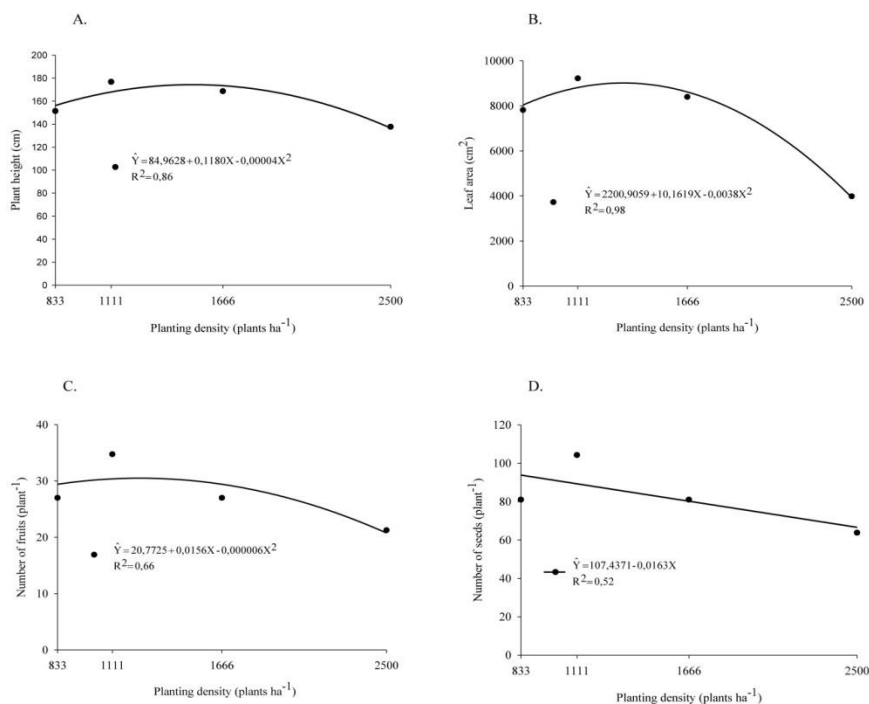 A.
Plant height (cm)
200
180
160
140
120
100
80
60
40
20
0
Ŷ=84,9628+0,1180X-0,00004X²
R²=0,86
833 1111 1666 2500
Planting density (plants ha⁻¹)
B.
Leaf area (cm²)
10000
8000
6000
4000
2000
0
Ŷ=2200,9059+10,1619X-0,0038X²
R²=0,98
833 1111 1666 2500
Planting density (plants ha⁻¹)
C.
Number of fruits (plant⁻¹)
40
30
20
10
0
Ŷ=20,7725+0,0156X-0,000006X²
R²=0,66
833 1111 1666 2500
Planting density (plants ha⁻¹)
D.
Number of seeds (plant⁻¹)
120
100
80
60
40
20
0
Ŷ=107,4371-0,0163X
R²=0,52
833 1111 1666 2500
Planting density (plants ha⁻¹)